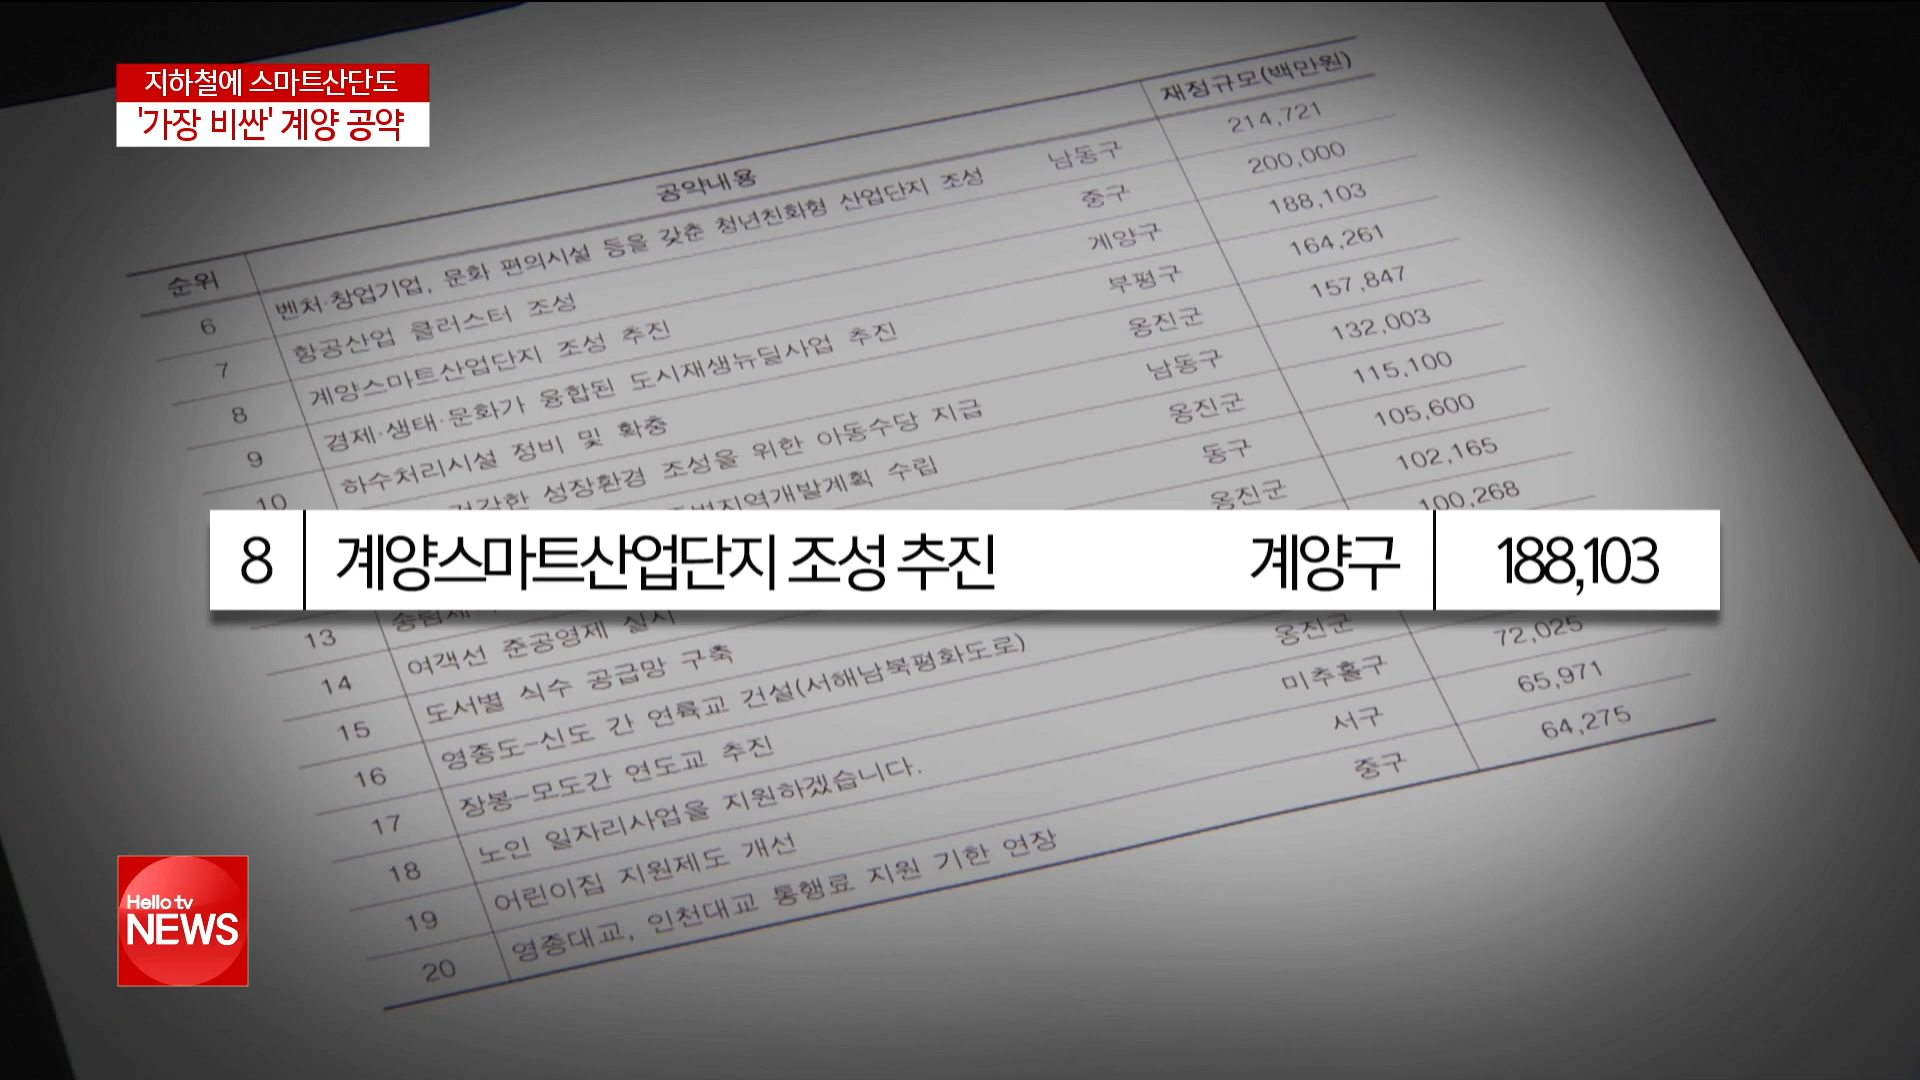 지하철에 스마트산단도
'가장 비싼' 계양 공약
순위 공약내용 재정규모(백만원)
6 벤처·창업기업, 문화 편의시설 등을 갖춘 청년친화형 산업단지 조성 남동구 214,721
7 항공산업 클러스터 조성 중구 200,000
8 계양스마트산업단지 조성 추진 계양구 188,103
9 경제·생태·문화가 융합된 도시재생뉴딜사업 추진 부평구 164,261
10 하수처리시설 정비 및 확충 옹진군 157,847
건강한 성장환경 조성을 위한 아동수당 지급 남동구 132,003
수립 옹진군 115,100
8 계양스마트산업단지 조성 추진 계양구 188,103
13 동구 105,600
14 여객선 준공영제 실시 옹진군 102,165
15 도서별 식수 공급망 구축 100,268
16 영종도-신도 간 연륙교 건설(서해남북평화도로)
17 장봉-모도간 연도교 추진 옹진군
18 노인 일자리사업을 지원하겠습니다. 미추홀구 72,025
19 어린이집 지원제도 개선 서구 65,971
20 영종대교, 인천대교 통행료 지원 기한 연장 중구 64,275
Hello tv
NEWS